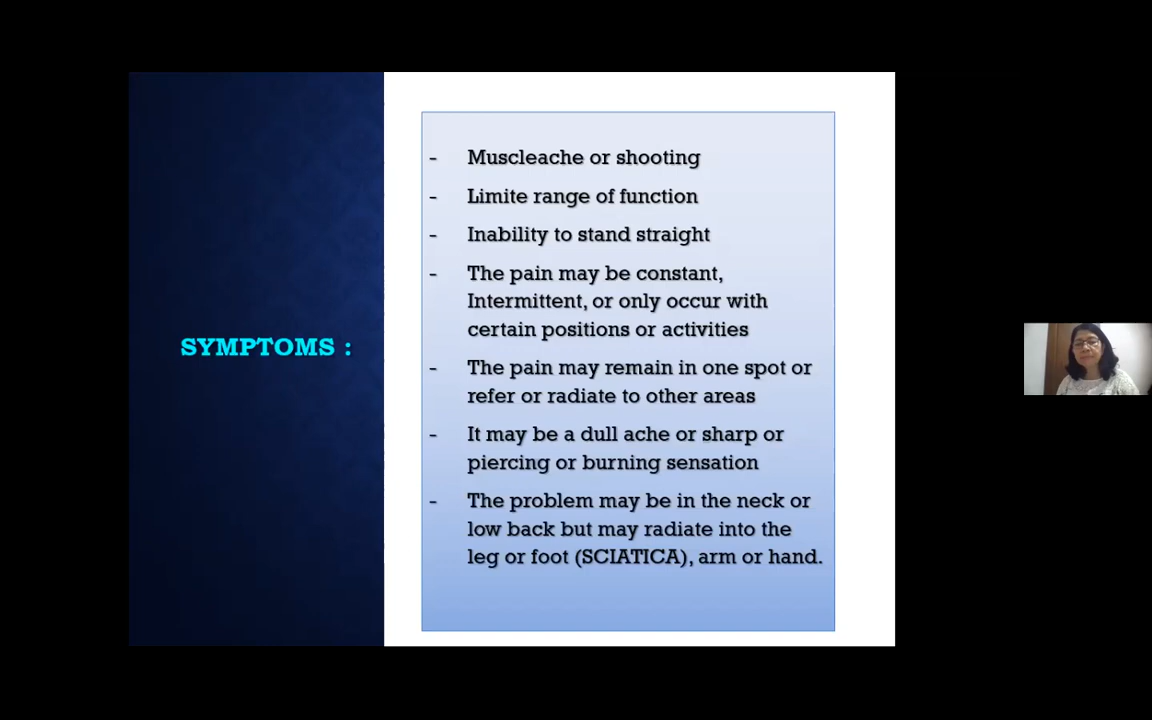 SYMPTOMS :
- Muscleache or shooting
- Limite range of function
- Inability to stand straight
- The pain may be constant,
Intermittent, or only occur with
certain positions or activities
- The pain may remain in one spot or
refer or radiate to other areas
- It may be a dull ache or sharp or
piercing or burning sensation
- The problem may be in the neck or
low back but may radiate into the
leg or foot (SCIATICA), arm or hand.